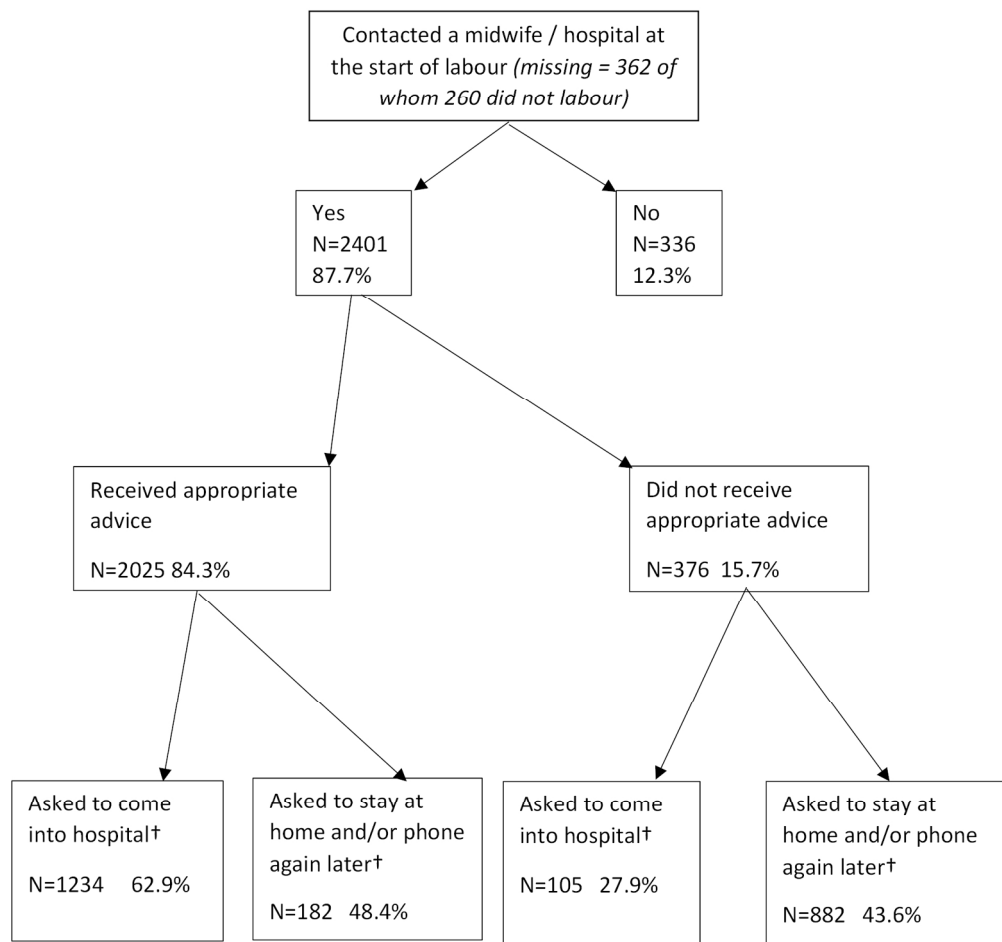 Contacted a midwife / hospital at
the start of labour (missing = 362 of
whom 260 did not labour)
Yes
N=2401
87.7%
No
N=336
12.3%
Received appropriate
advice
N=2025 84.3%
Did not receive
appropriate advice
N=376 15.7%
Asked to come
into hospital†
N=1234 62.9%
Asked to stay at
home and/or phone
again later†
N=182 48.4%
Asked to come
into hospital†
N=105 27.9%
Asked to stay at
home and/or phone
again later†
N=882 43.6%